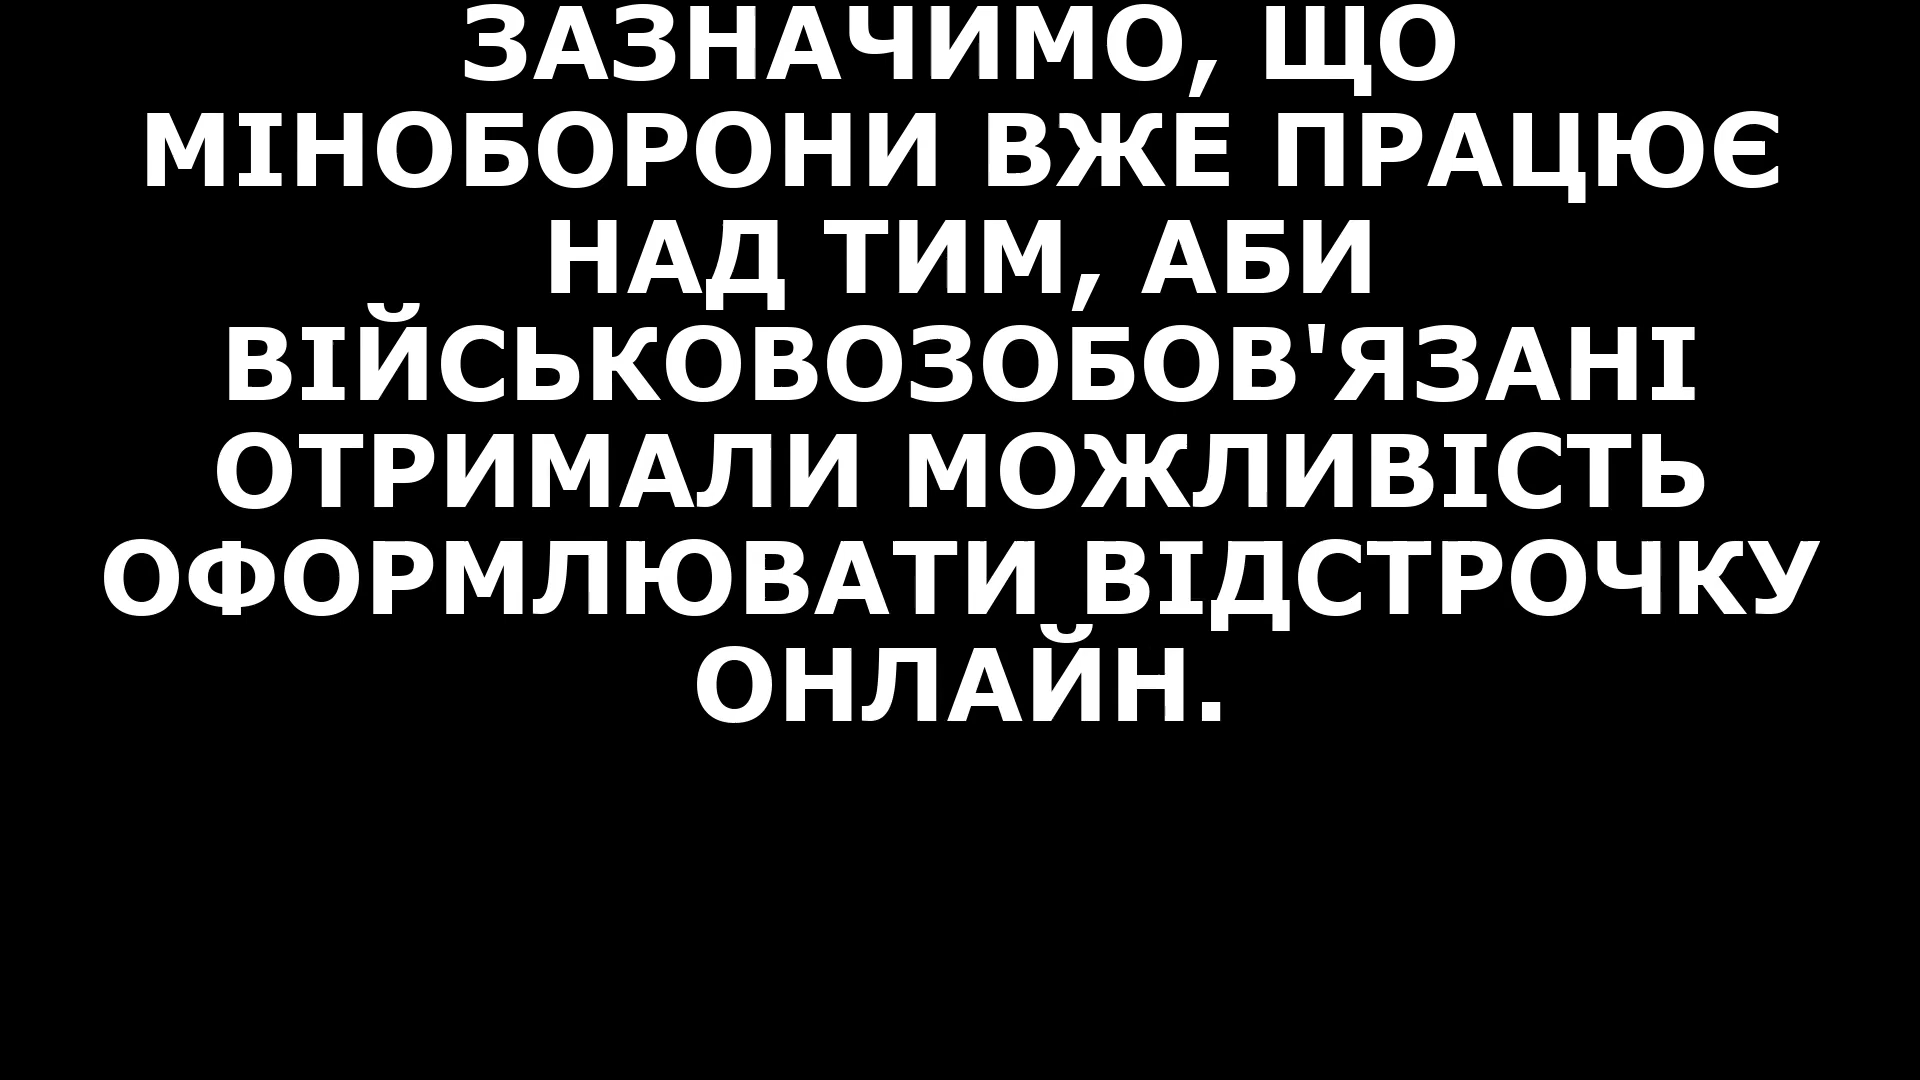 ЗАЗНАЧИМО, ЩО
МІНОБОРОНИ ВЖЕ ПРАЦЮЄ
НАД ТИМ, АБИ
ВІЙСЬКОВОЗОБОВ'ЯЗАНІ
ОТРИМАЛИ МОЖЛИВІСТЬ
ОФОРМЛЮВАТИ ВІДСТРОЧКУ
ОНЛАЙН.